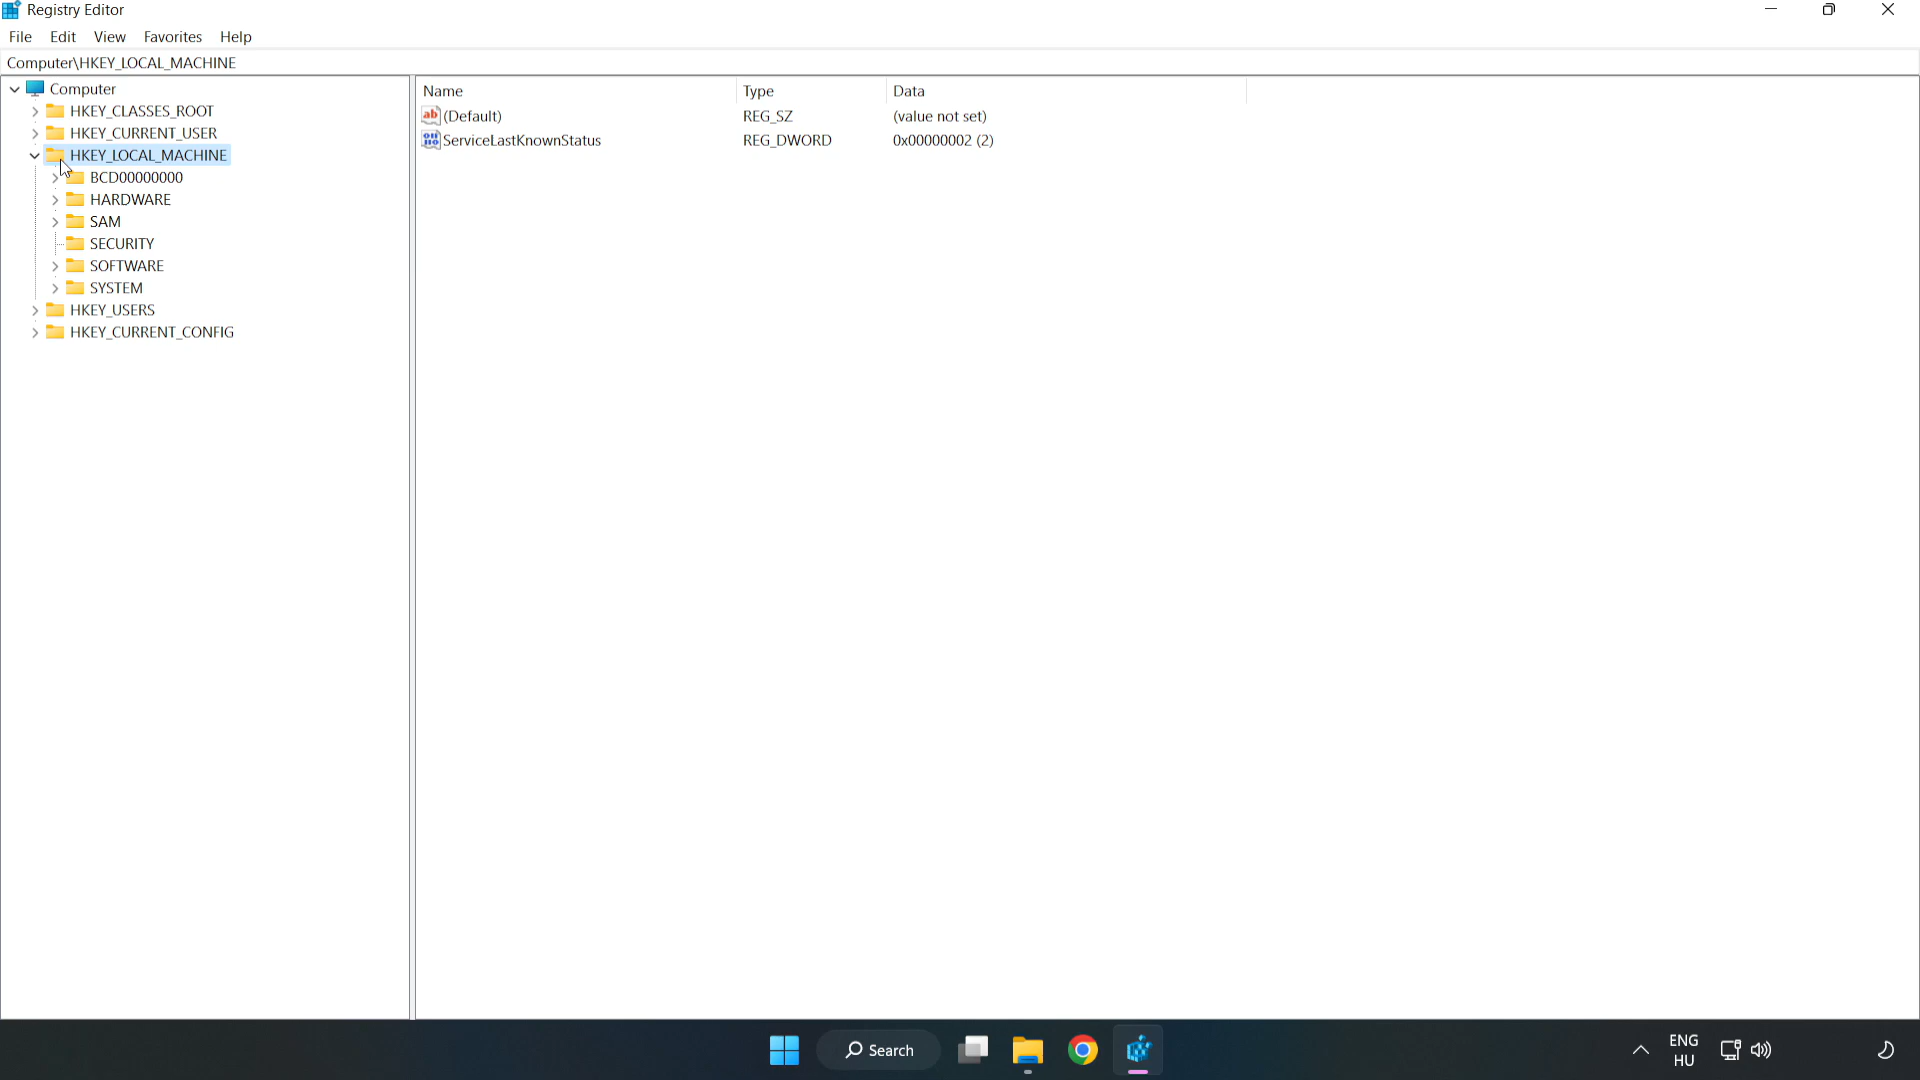 Registry Editor
File Edit View Favorites Help
Computer\HKEY_LOCAL_MACHINE
Computer
HKEY_CLASSES_ROOT
HKEY_CURRENT_USER
HKEY_LOCAL_MACHINE
BCD00000000
HARDWARE
SAM
SECURITY
SOFTWARE
SYSTEM
HKEY_USERS
HKEY_CURRENT_CONFIG
Name Type Data
ab (Default) REG_SZ (value not set)
ServiceLastKnownStatus REG_DWORD 0x00000002 (2)
Search
ENG
HU